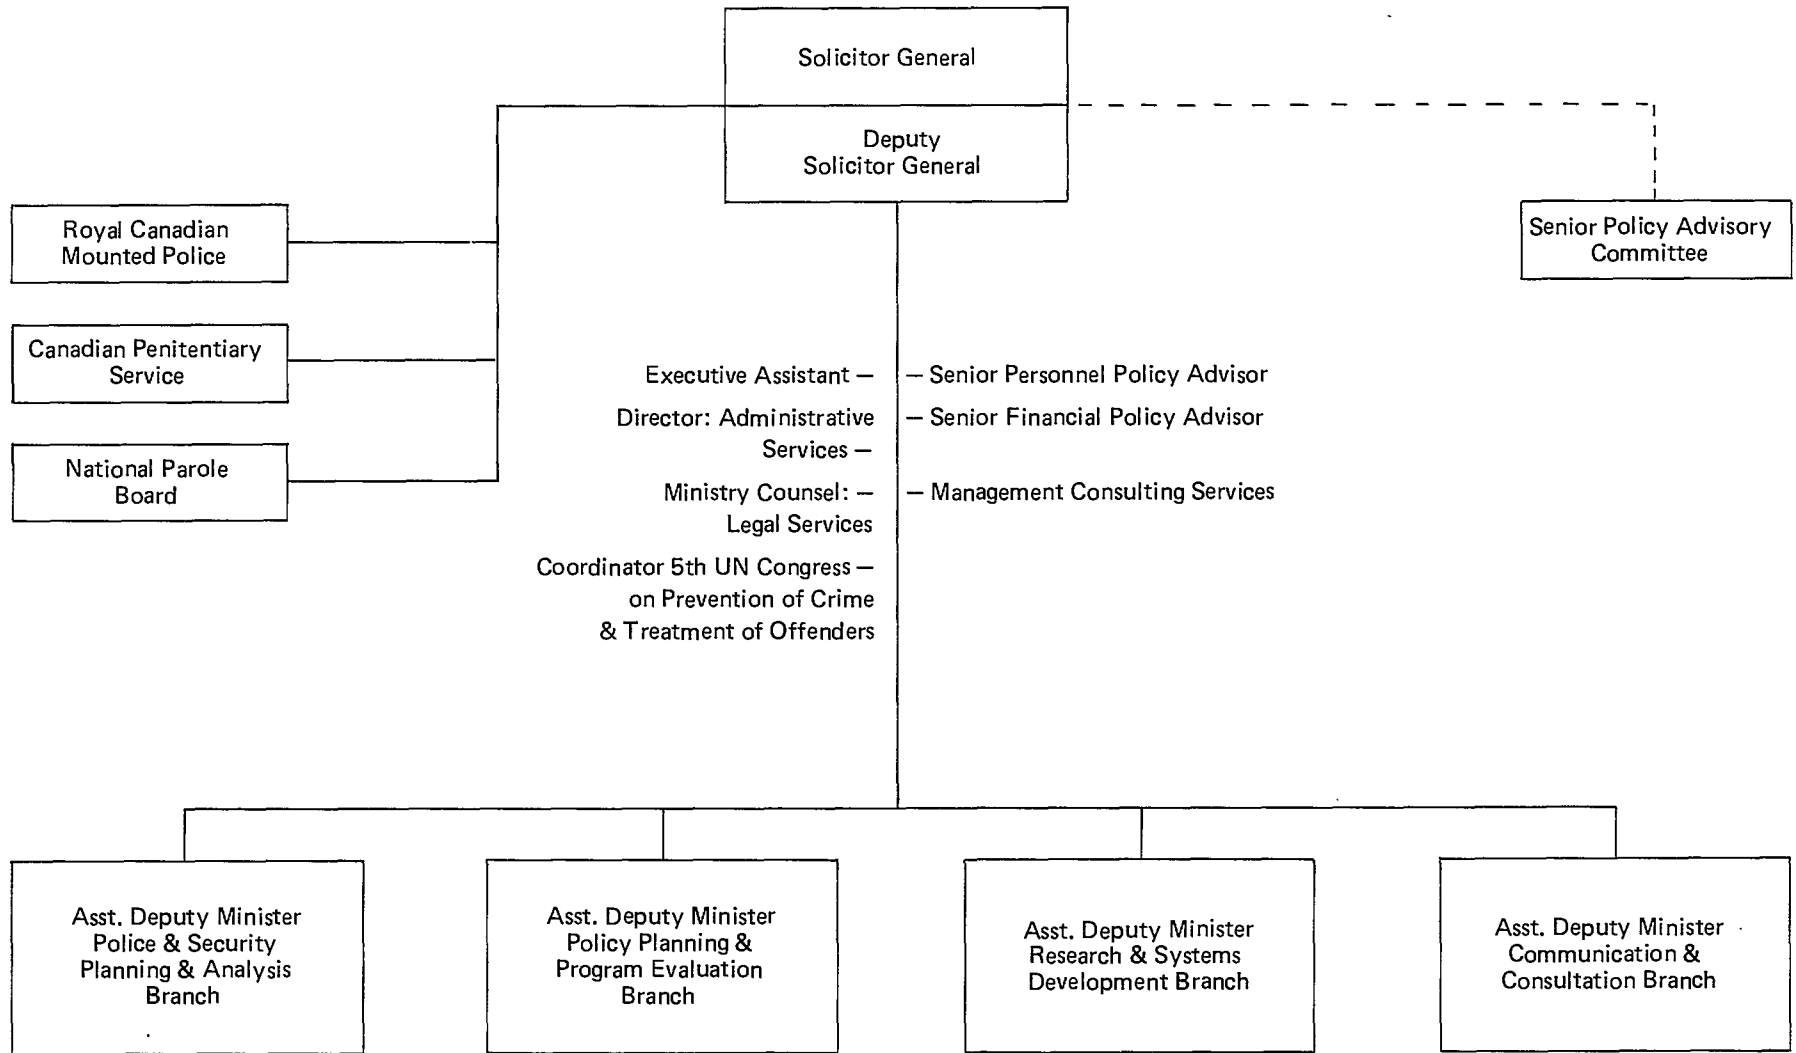 Solicitor General
Deputy
Solicitor General
Royal Canadian
Mounted Police
Senior Policy Advisory
Committee
Canadian Penitentiary
Service
National Parole
Board
Executive Assistant —
Director: Administrative
Services —
Ministry Counsel: —
Legal Services
Coordinator 5th UN Congress —
on Prevention of Crime
& Treatment of Offenders
— Senior Personnel Policy Advisor
— Senior Financial Policy Advisor
— Management Consulting Services
Asst. Deputy Minister
Police & Security
Planning & Analysis
Branch
Asst. Deputy Minister
Policy Planning &
Program Evaluation
Branch
Asst. Deputy Minister
Research & Systems
Development Branch
Asst. Deputy Minister
Communication &
Consultation Branch